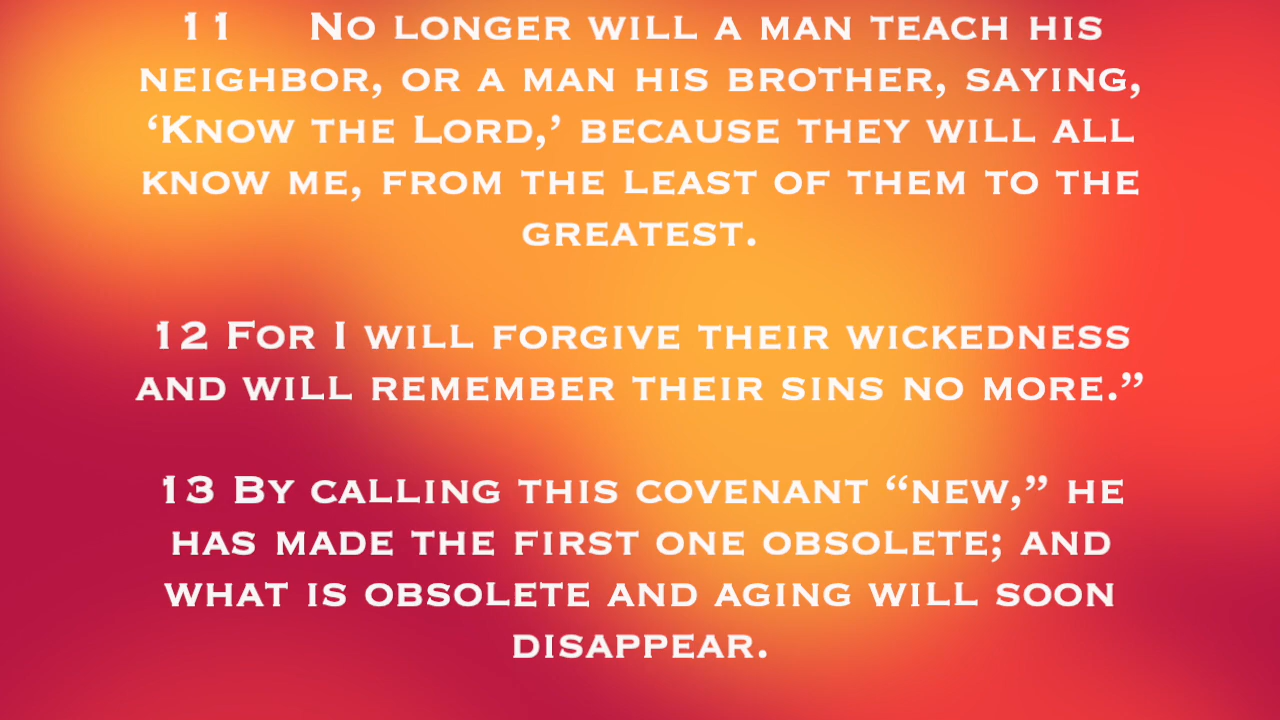 11 No longer will a man teach his
neighbor, or a man his brother, saying,
‘Know the Lord,’ because they will all
know me, from the least of them to the
greatest.
12 For I will forgive their wickedness
and will remember their sins no more.”
13 By calling this covenant “new,” he
has made the first one obsolete; and
what is obsolete and aging will soon
disappear.